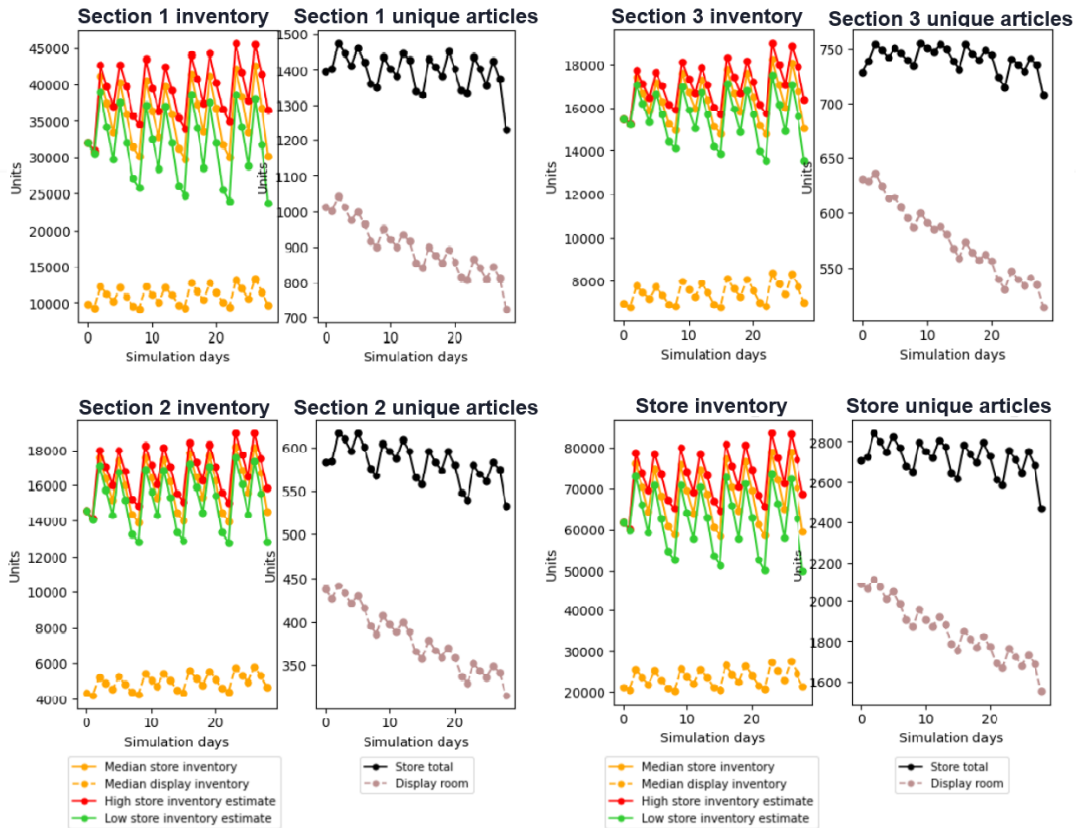 Section 1 inventory
Section 1 unique articles
Units
45000
40000
35000
30000
25000
20000
15000
10000
0
10
20
Simulation days
Units
1500
1400
1300
1200
1100
1000
900
800
700
0
10
20
Simulation days
Section 3 inventory
Section 3 unique articles
Units
18000
16000
14000
12000
10000
8000
0
10
20
Simulation days
Units
750
700
650
600
550
0
10
20
Simulation days
Section 2 inventory
Section 2 unique articles
Units
18000
16000
14000
12000
10000
8000
6000
4000
0
10
20
Simulation days
Units
600
550
500
450
400
350
0
10
20
Simulation days
Store inventory
Store unique articles
Units
80000
70000
60000
50000
40000
30000
20000
0
10
20
Simulation days
Units
2800
2600
2400
2200
2000
1800
1600
0
10
20
Simulation days
Median store inventory
Median display inventory
High store inventory estimate
Low store inventory estimate
Store total
Display room
Median store inventory
Median display inventory
High store inventory estimate
Low store inventory estimate
Store total
Display room